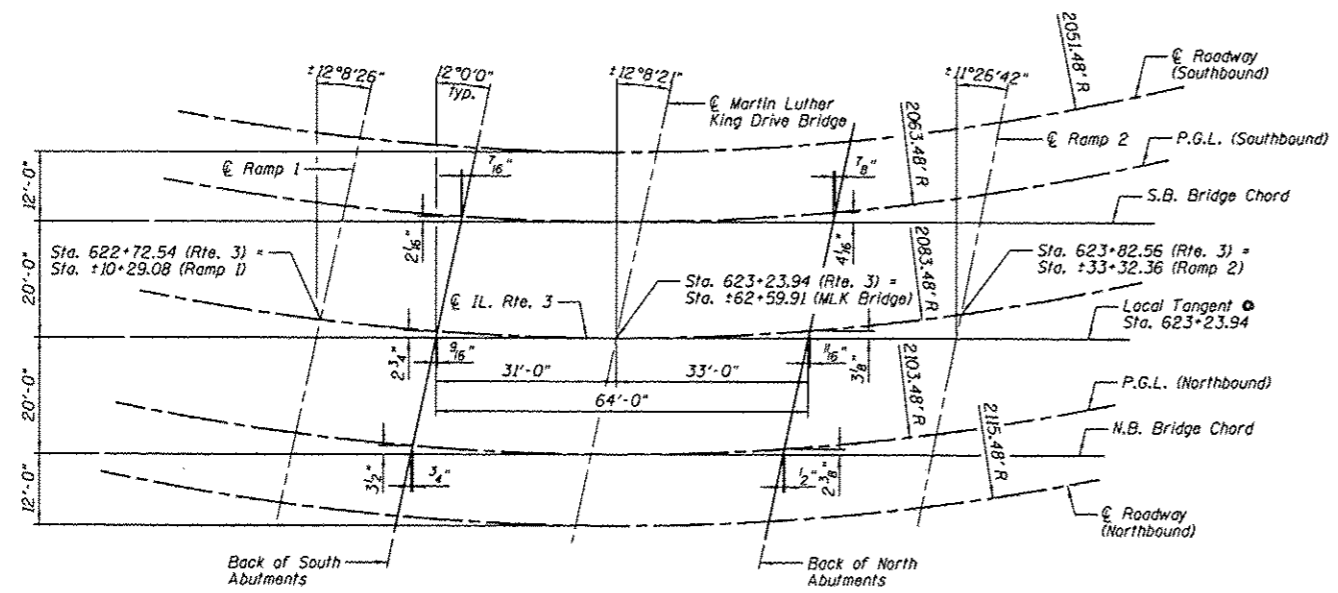 ±12°8'26"
12°0'0"
typ.
±12°8'21"
±11°26'42"
2051.48' R
℄ Roadway
(Southbound)
℄ Martin Luther
King Drive Bridge
2063.48' R
℄ Ramp 2
P.G.L. (Southbound)
℄ Ramp 1
7/16"
7/8"
12'-0"
S.B. Bridge Chord
2 1/16"
4 1/16"
2083.48' R
Sta. 622+72.54 (Rte. 3) =
Sta. ±10+29.08 (Ramp 1)
20'-0"
℄ IL. Rte. 3
Sta. 623+23.94 (Rte. 3) =
Sta. ±62+59.91 (MLK Bridge)
Sta. 623+82.56 (Rte. 3) =
Sta. ±33+32.36 (Ramp 2)
Local Tangent @
Sta. 623+23.94
2 3/4"
9/16"
11/16"
3 1/8"
31'-0"
33'-0"
64'-0"
20'-0"
2103.48' R
P.G.L. (Northbound)
2115.48' R
N.B. Bridge Chord
3 1/2"
3/4"
1/2"
2 3/8"
12'-0"
℄ Roadway
(Northbound)
Back of South
Abutments
Back of North
Abutments